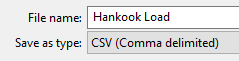 File name: Hankook Load
Save as type: CSV (Comma delimited)